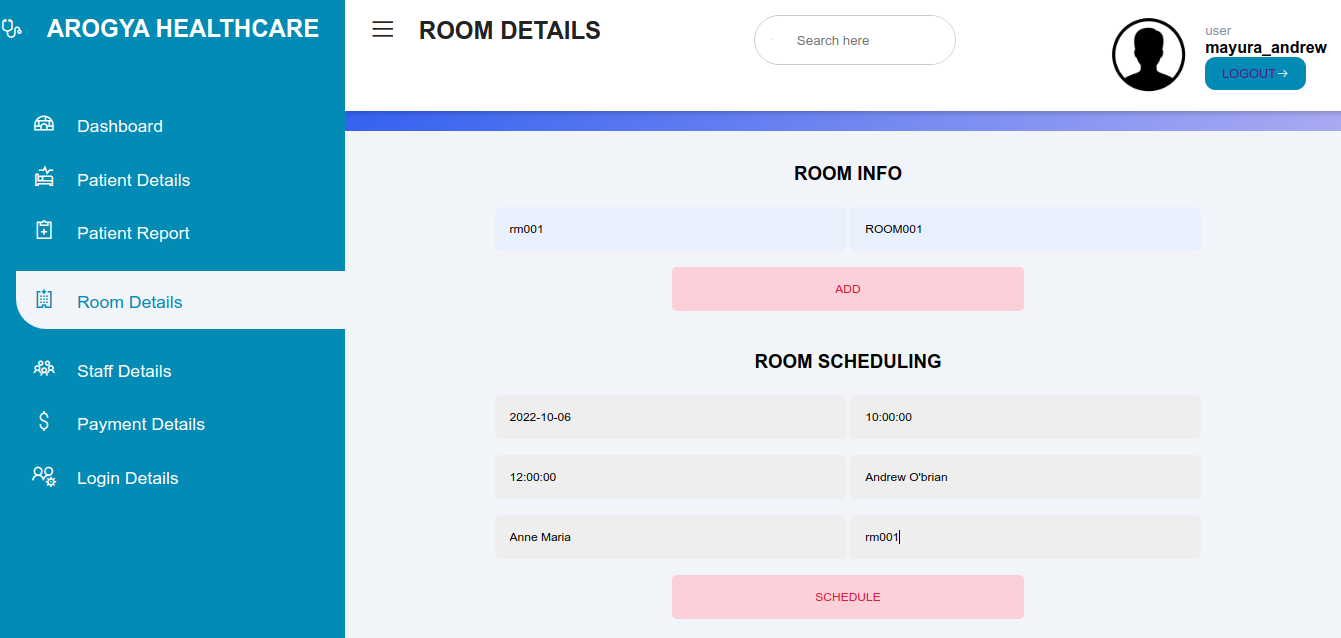 AROGYA HEALTHCARE
Dashboard
Patient Details
Patient Report
Room Details
Staff Details
Payment Details
Login Details
ROOM DETAILS
Search here
user
mayura_andrew
LOGOUT
ROOM INFO
rm001
ROOM001
ADD
ROOM SCHEDULING
2022-10-06
10:00:00
12:00:00
Andrew O'brian
Anne Maria
rm001
SCHEDULE